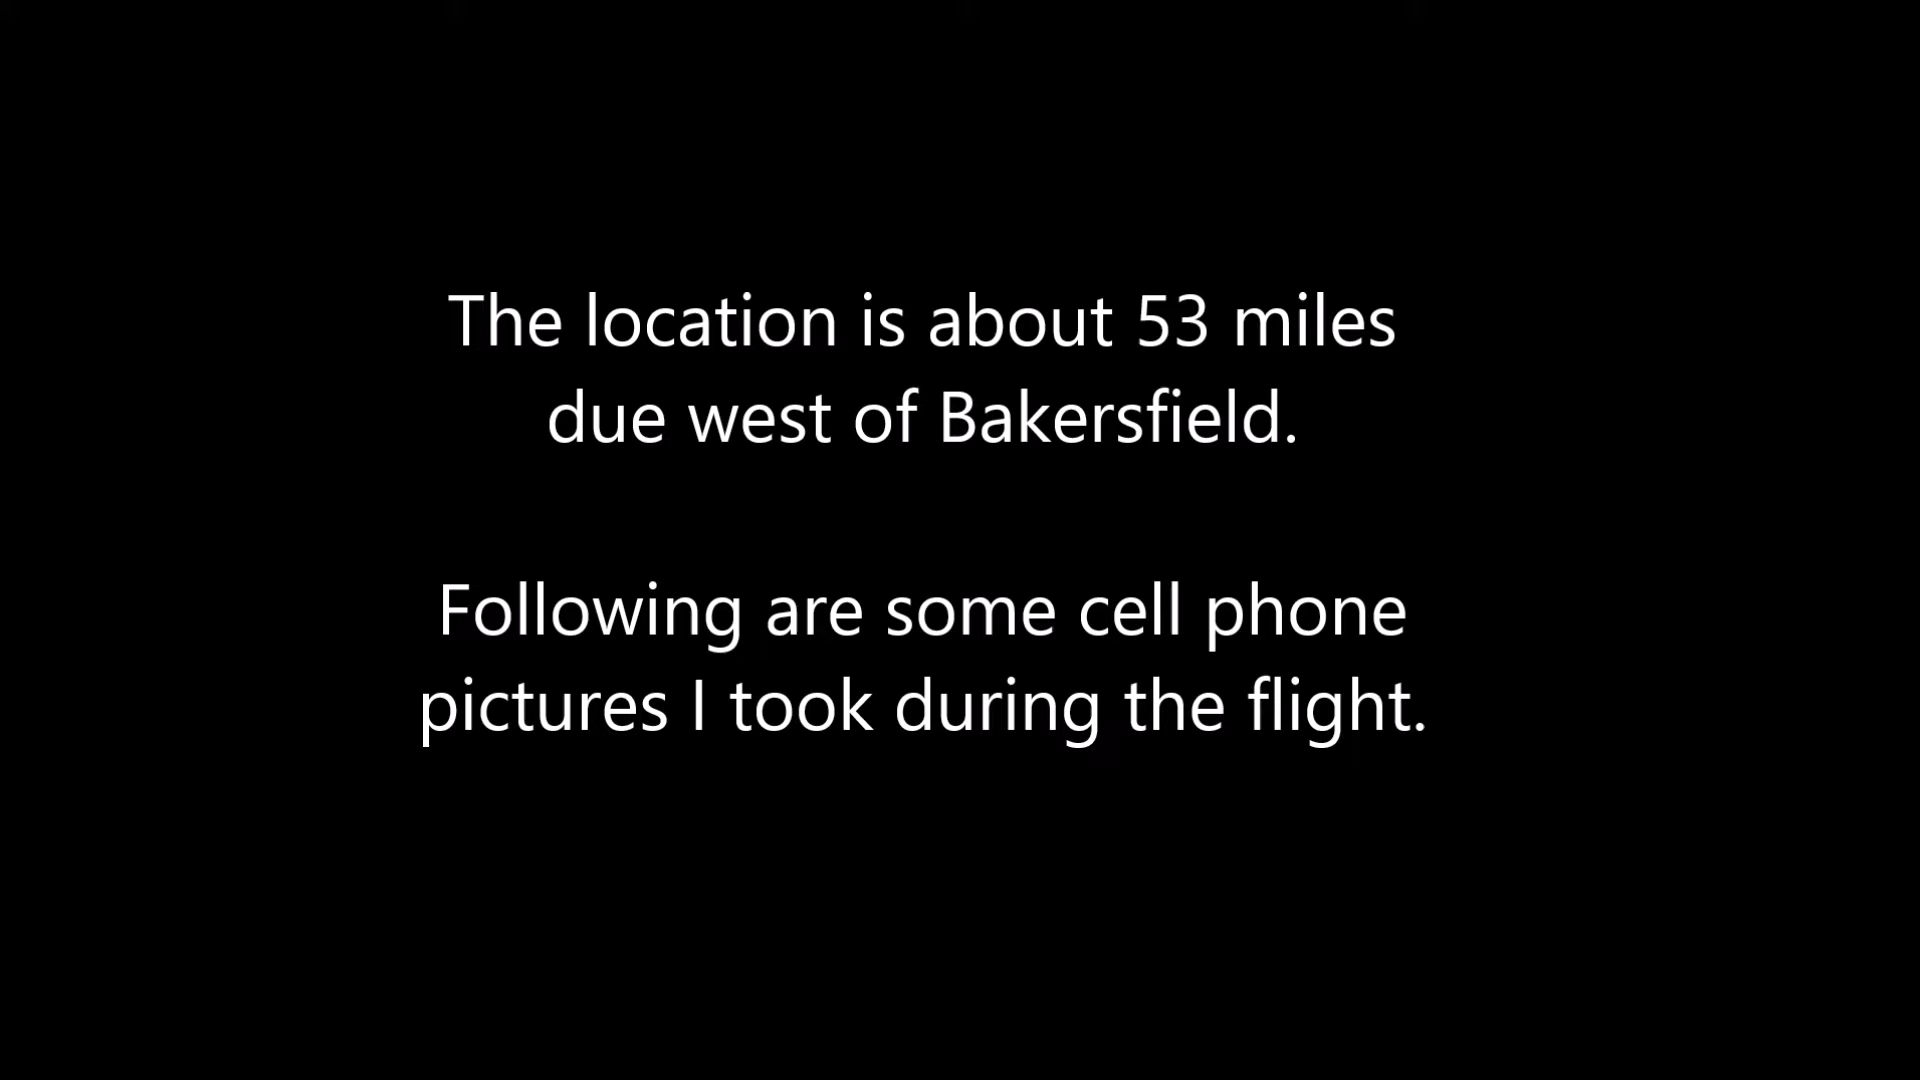 The location is about 53 miles
due west of Bakersfield.
Following are some cell phone
pictures I took during the flight.